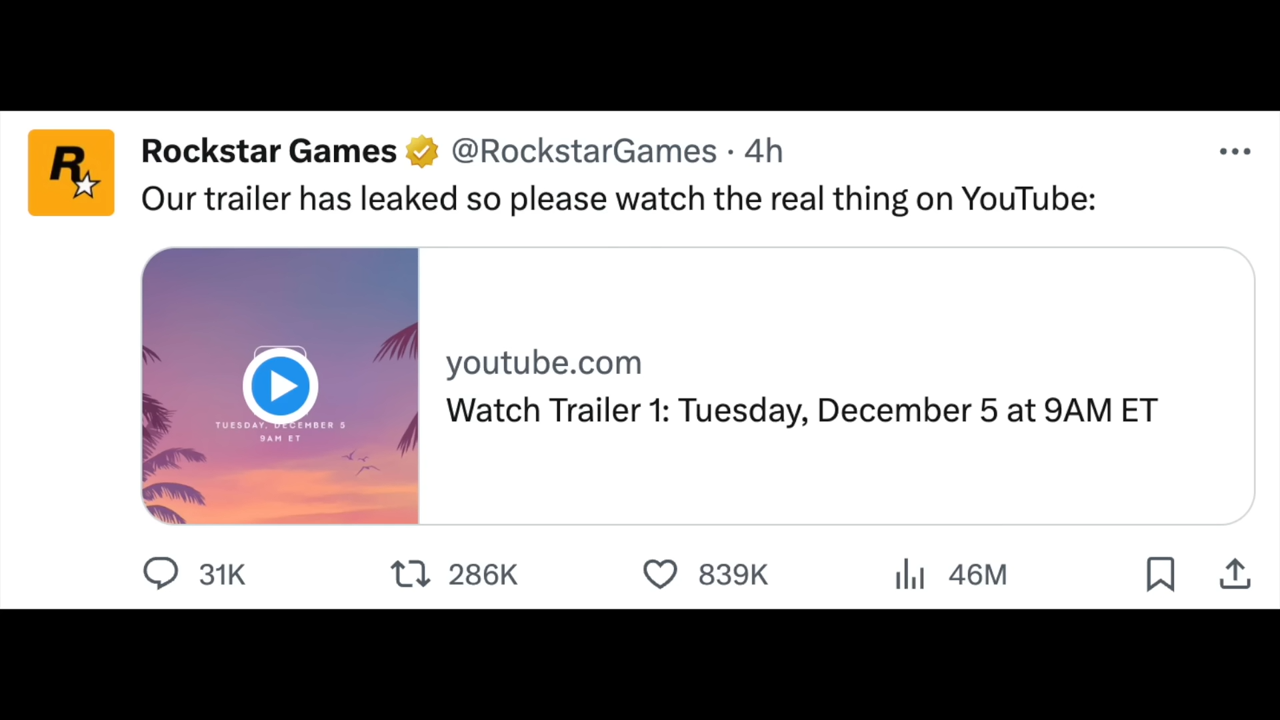 Rockstar Games @RockstarGames · 4h
Our trailer has leaked so please watch the real thing on YouTube:
R
TUESDAY, DECEMBER 5
9AM ET
youtube.com
Watch Trailer 1: Tuesday, December 5 at 9AM ET
31K 286K 839K 46M